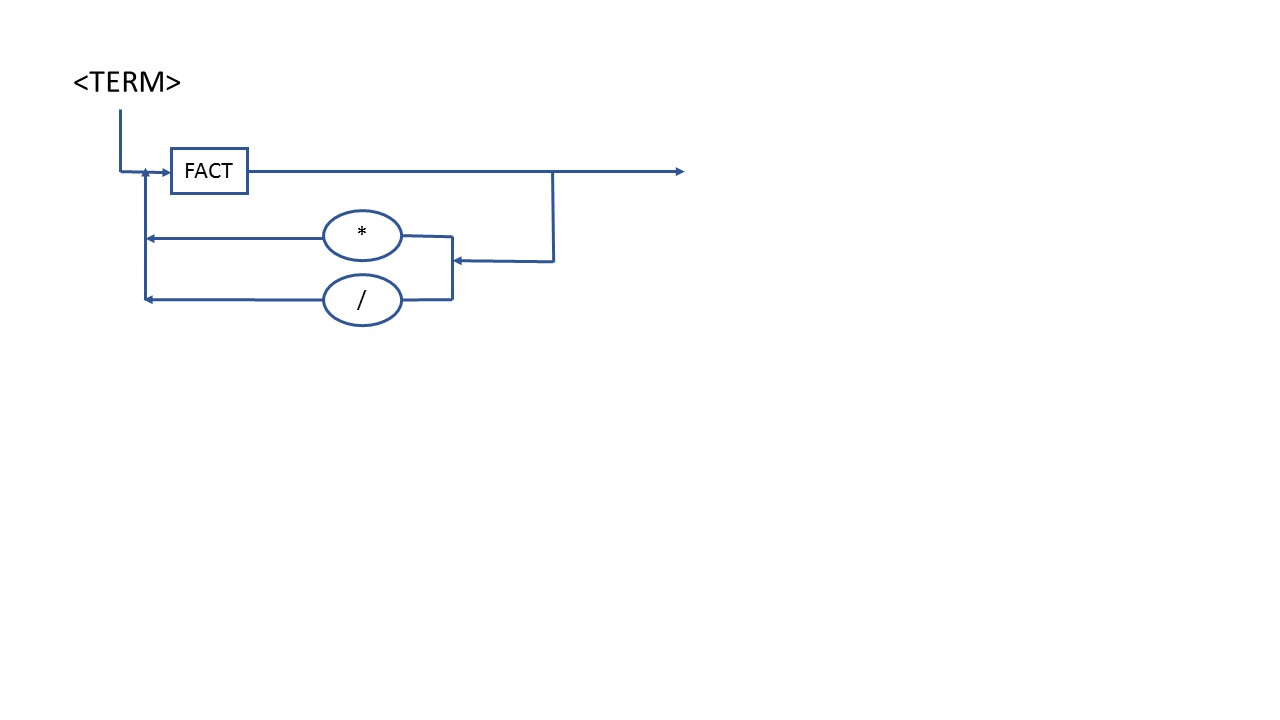 <TERM>
FACT
*
/